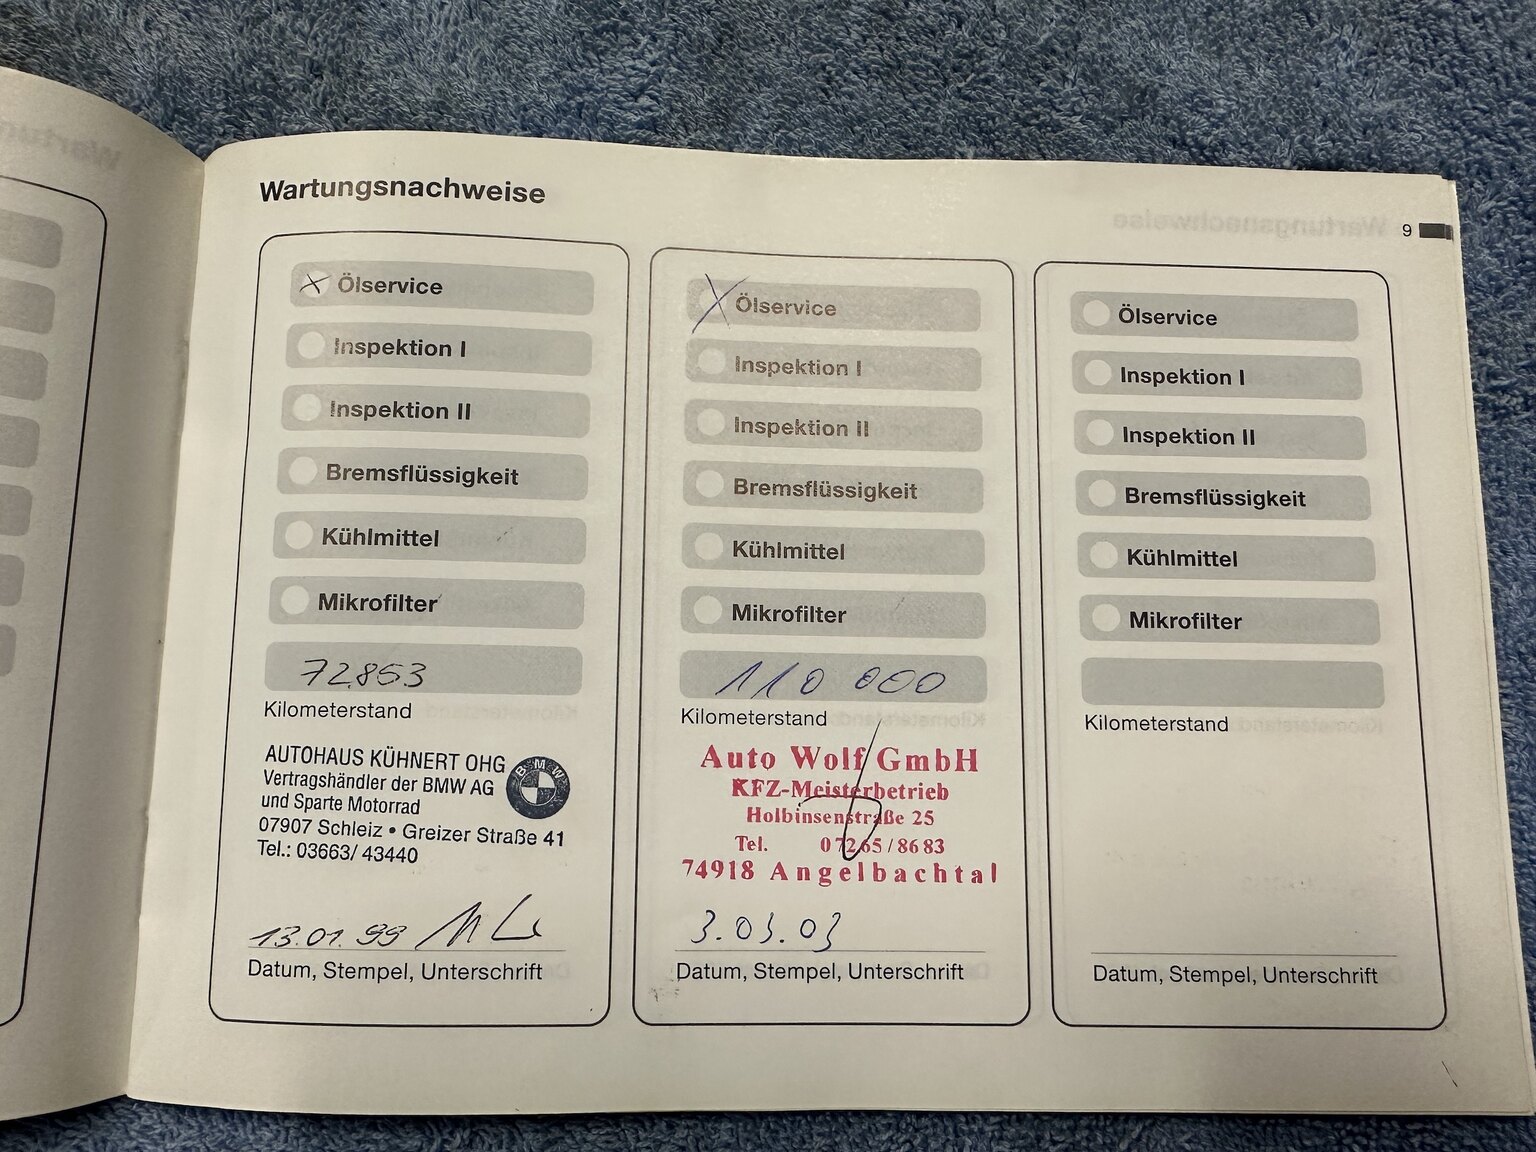 Wartungsnachweise
9
Ölservice
Inspektion I
Inspektion II
Bremsflüssigkeit
Kühlmittel
Mikrofilter
72.853
Kilometerstand
AUTOHAUS KÜHNERT OHG
Vertragshändler der BMW AG
und Sparte Motorrad
07907 Schleiz • Greizer Straße 41
Tel.: 03663/ 43440
BMW
13.01.99
Datum, Stempel, Unterschrift
Ölservice
Inspektion I
Inspektion II
Bremsflüssigkeit
Kühlmittel
Mikrofilter
110 000
Kilometerstand
Auto Wolf GmbH
KFZ-Meisterbetrieb
Holbinsenstraße 25
Tel. 07265/8683
74918 Angelbachtal
3.03.03
Datum, Stempel, Unterschrift
Ölservice
Inspektion I
Inspektion II
Bremsflüssigkeit
Kühlmittel
Mikrofilter
Kilometerstand
Datum, Stempel, Unterschrift